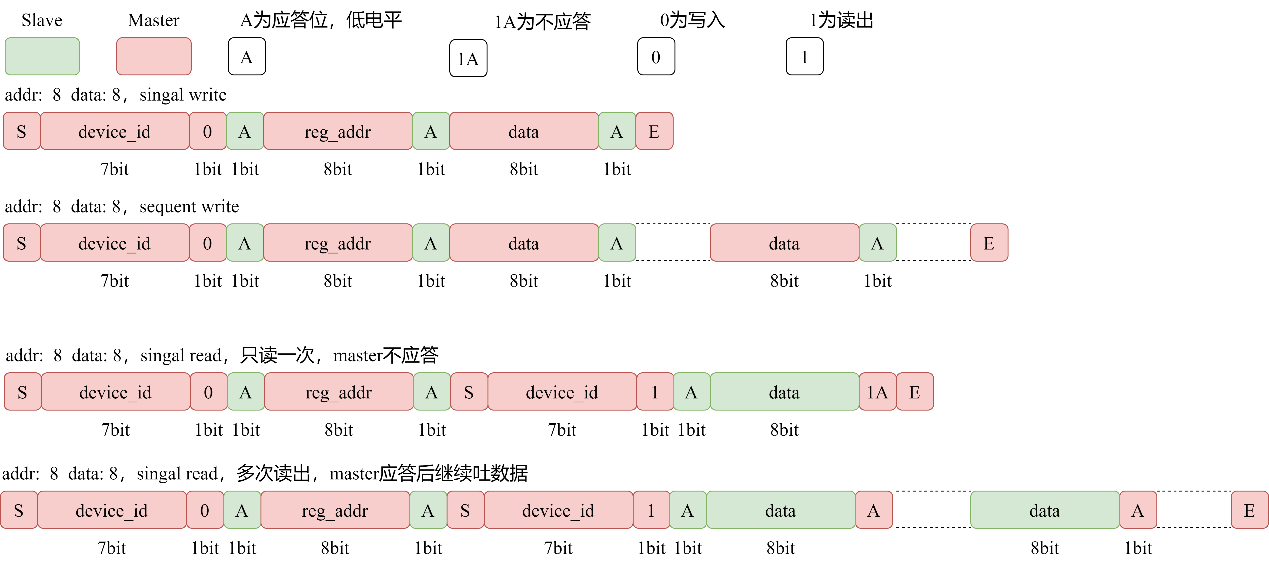 Slave Master A为应答位，低电平 1A为不应答 0为写入 1为读出
A 1A 0 1
addr: 8 data: 8，singal write
S device_id 0 A reg_addr A data A E
7bit 1bit 1bit 8bit 1bit 8bit 1bit
addr: 8 data: 8，sequent write
S device_id 0 A reg_addr A data A data A E
7bit 1bit 1bit 8bit 1bit 8bit 1bit 8bit 1bit
addr: 8 data: 8，singal read，只读一次，master不应答
S device_id 0 A reg_addr A S device_id 1 A data 1A E
7bit 1bit 1bit 8bit 1bit 7bit 1bit 1bit 8bit
addr: 8 data: 8，singal read，多次读出，master应答后继续吐数据
S device_id 0 A reg_addr A S device_id 1 A data A data A E
7bit 1bit 1bit 8bit 1bit 7bit 1bit 1bit 8bit 8bit 1bit